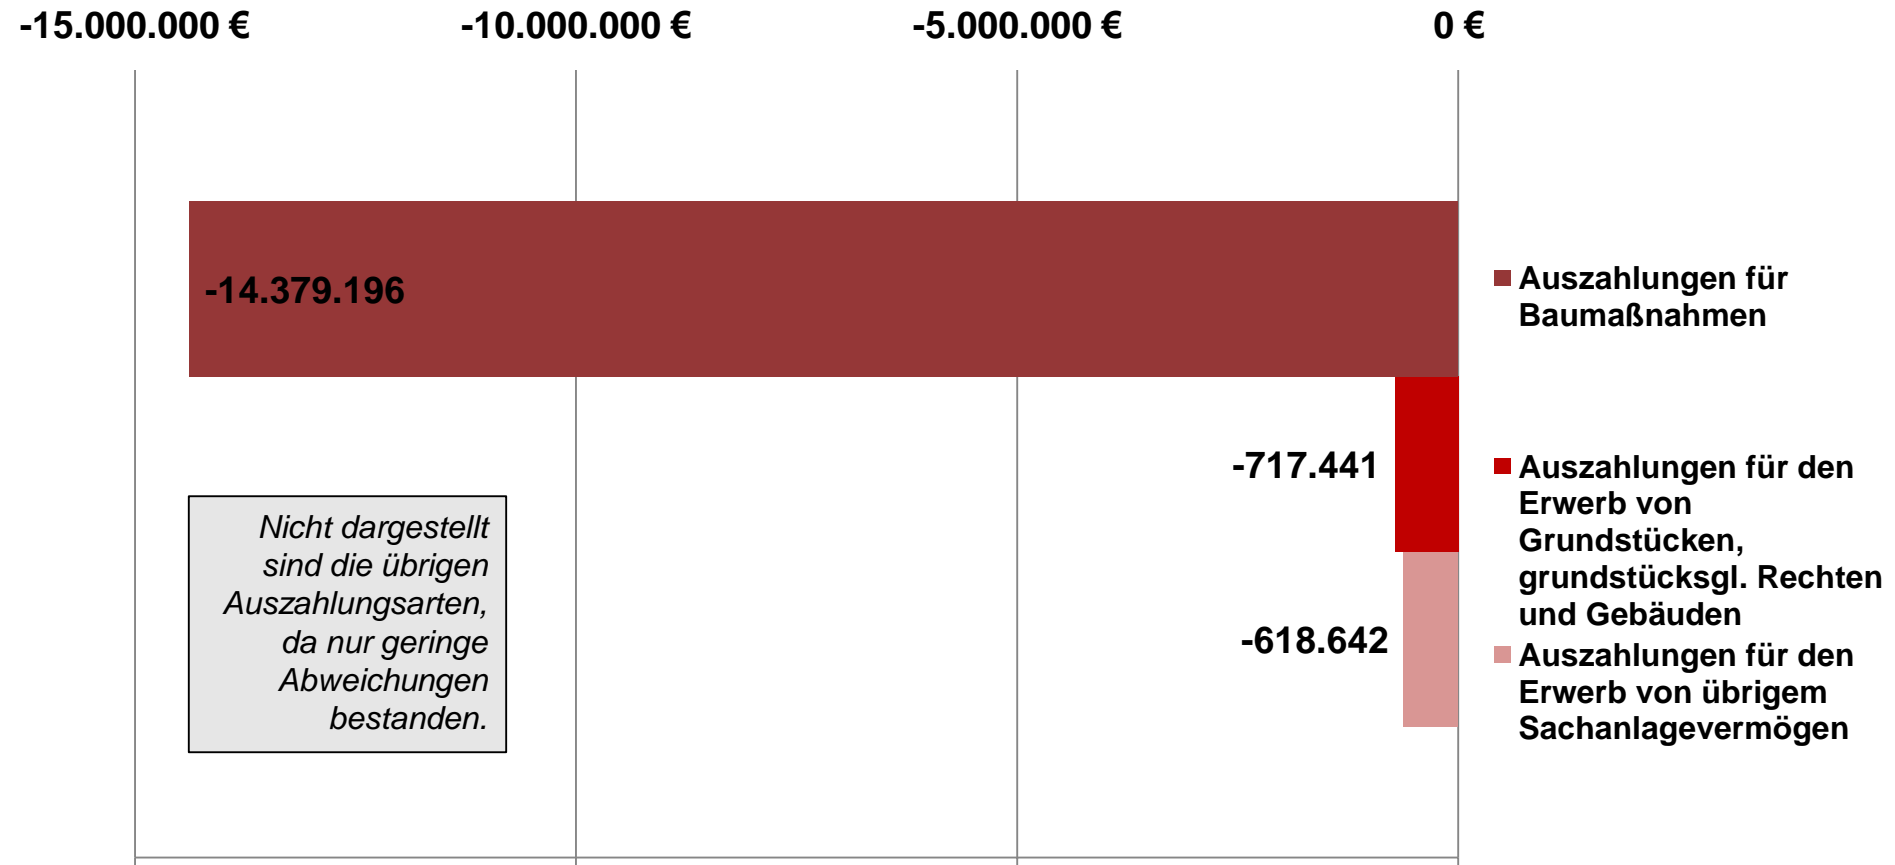 -15.000.000 € -10.000.000 € -5.000.000 € 0 €
-14.379.196
-717.441
-618.642
Nicht dargestellt
sind die übrigen
Auszahlungsarten,
da nur geringe
Abweichungen
bestanden.
Auszahlungen für
Baumaßnahmen
Auszahlungen für den
Erwerb von
Grundstücken,
grundstücksgl. Rechten
und Gebäuden
Auszahlungen für den
Erwerb von übrigem
Sachanlagevermögen